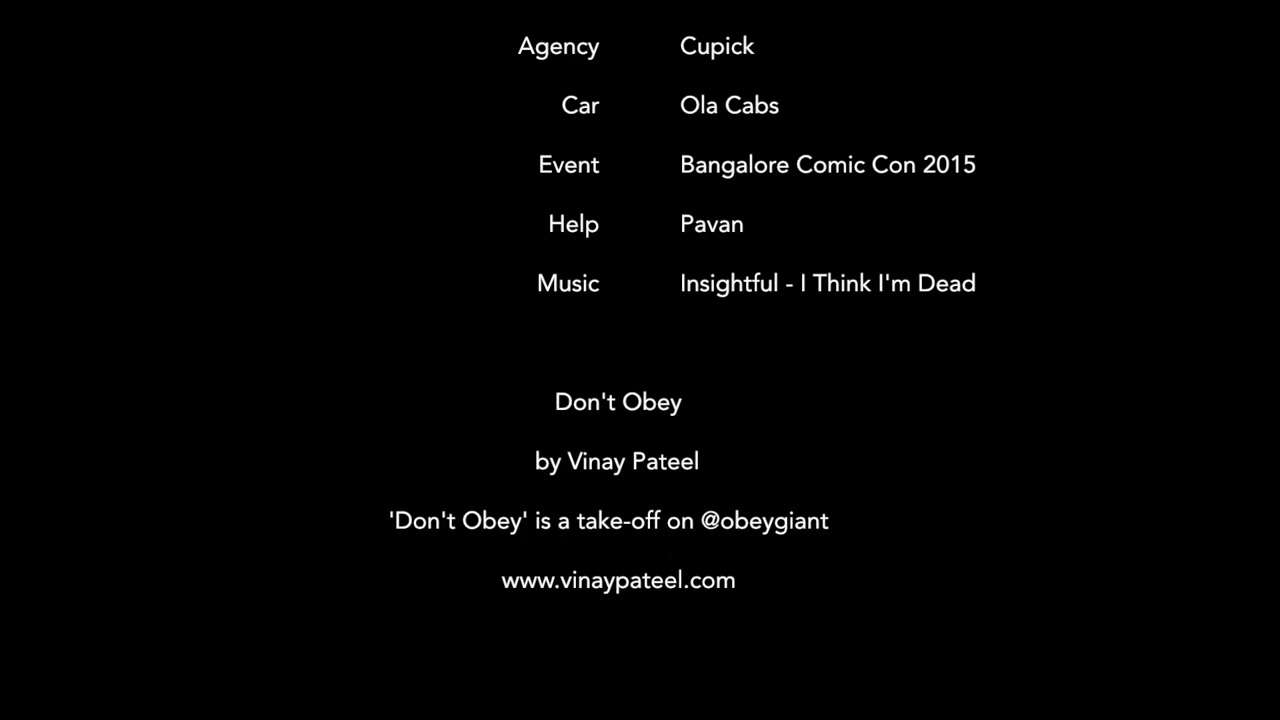 Agency Cupick
Car Ola Cabs
Event Bangalore Comic Con 2015
Help Pavan
Music Insightful - I Think I'm Dead
Don't Obey
by Vinay Pateel
'Don't Obey' is a take-off on @obeygiant
www.vinaypateel.com